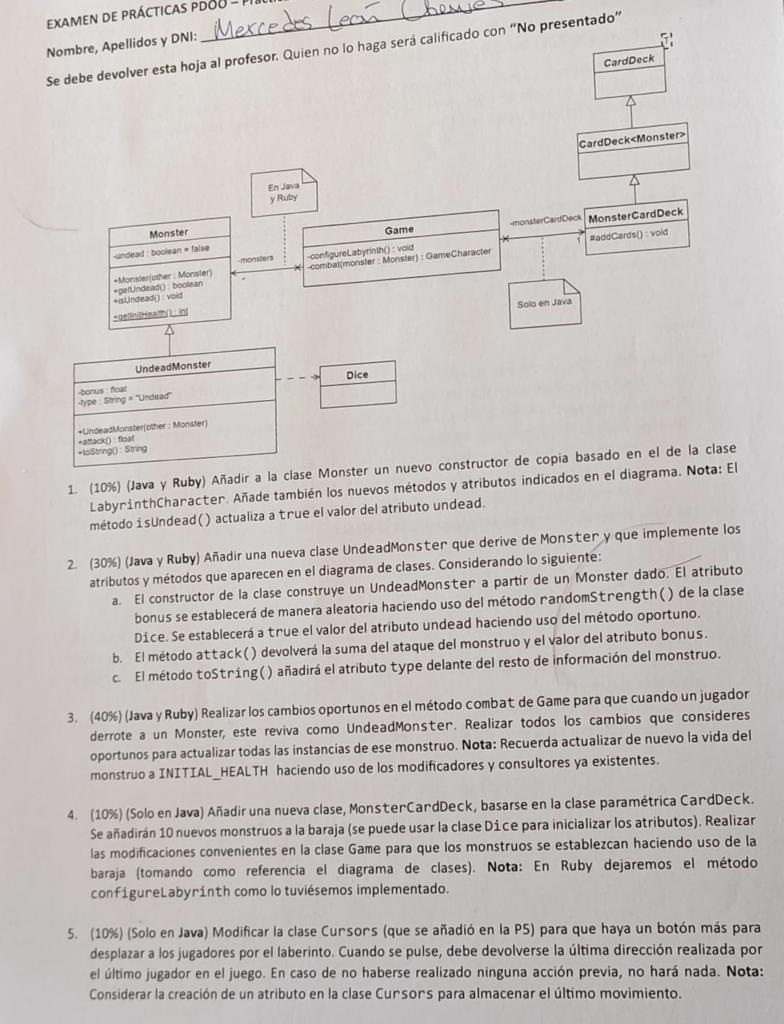 EXAMEN DE PRÁCTICAS PDOO –
Nombre, Apellidos y DNI: Mercedes León
Se debe devolver esta hoja al profesor. Quien no lo haga será calificado con “No presentado”
CardDeck
CardDeck<Monster>
En Java
y Ruby
Monster
-undead : boolean = false
+Monster(other : Monster)
+getUndead() : boolean
+isUndead() : void
+getInitHealth() : int
-monsters
Game
-configureLabyrinth() : void
-combat(monster : Monster) : GameCharacter
-monsterCardDeck
1
MonsterCardDeck
#addCards() : void
Solo en Java
UndeadMonster
-bonus : float
-type : String = "Undead"
+UndeadMonster(other : Monster)
+attack() : float
+toString() : String
Dice
1. (10%) (Java y Ruby) Añadir a la clase Monster un nuevo constructor de copia basado en el de la clase
LabyrinthCharacter. Añade también los nuevos métodos y atributos indicados en el diagrama. Nota: El
método isUndead() actualiza a true el valor del atributo undead.
2. (30%) (Java y Ruby) Añadir una nueva clase UndeadMonster que derive de Monster y que implemente los
atributos y métodos que aparecen en el diagrama de clases. Considerando lo siguiente:
a. El constructor de la clase construye un UndeadMonster a partir de un Monster dado. El atributo
bonus se establecerá de manera aleatoria haciendo uso del método randomStrength() de la clase
Dice. Se establecerá a true el valor del atributo undead haciendo uso del método oportuno.
b. El método attack() devolverá la suma del ataque del monstruo y el valor del atributo bonus.
c. El método toString() añadirá el atributo type delante del resto de información del monstruo.
3. (40%) (Java y Ruby) Realizar los cambios oportunos en el método combat de Game para que cuando un jugador
derrote a un Monster, este reviva como UndeadMonster. Realizar todos los cambios que consideres
oportunos para actualizar todas las instancias de ese monstruo. Nota: Recuerda actualizar de nuevo la vida del
monstruo a INITIAL_HEALTH haciendo uso de los modificadores y consultores ya existentes.
4. (10%) (Solo en Java) Añadir una nueva clase, MonsterCardDeck, basarse en la clase paramétrica CardDeck.
Se añadirán 10 nuevos monstruos a la baraja (se puede usar la clase Dice para inicializar los atributos). Realizar
las modificaciones convenientes en la clase Game para que los monstruos se establezcan haciendo uso de la
baraja (tomando como referencia el diagrama de clases). Nota: En Ruby dejaremos el método
configureLabyrinth como lo tuviésemos implementado.
5. (10%) (Solo en Java) Modificar la clase Cursors (que se añadió en la P5) para que haya un botón más para
desplazar a los jugadores por el laberinto. Cuando se pulse, debe devolverse la última dirección realizada por
el último jugador en el juego. En caso de no haberse realizado ninguna acción previa, no hará nada. Nota:
Considerar la creación de un atributo en la clase Cursors para almacenar el último movimiento.